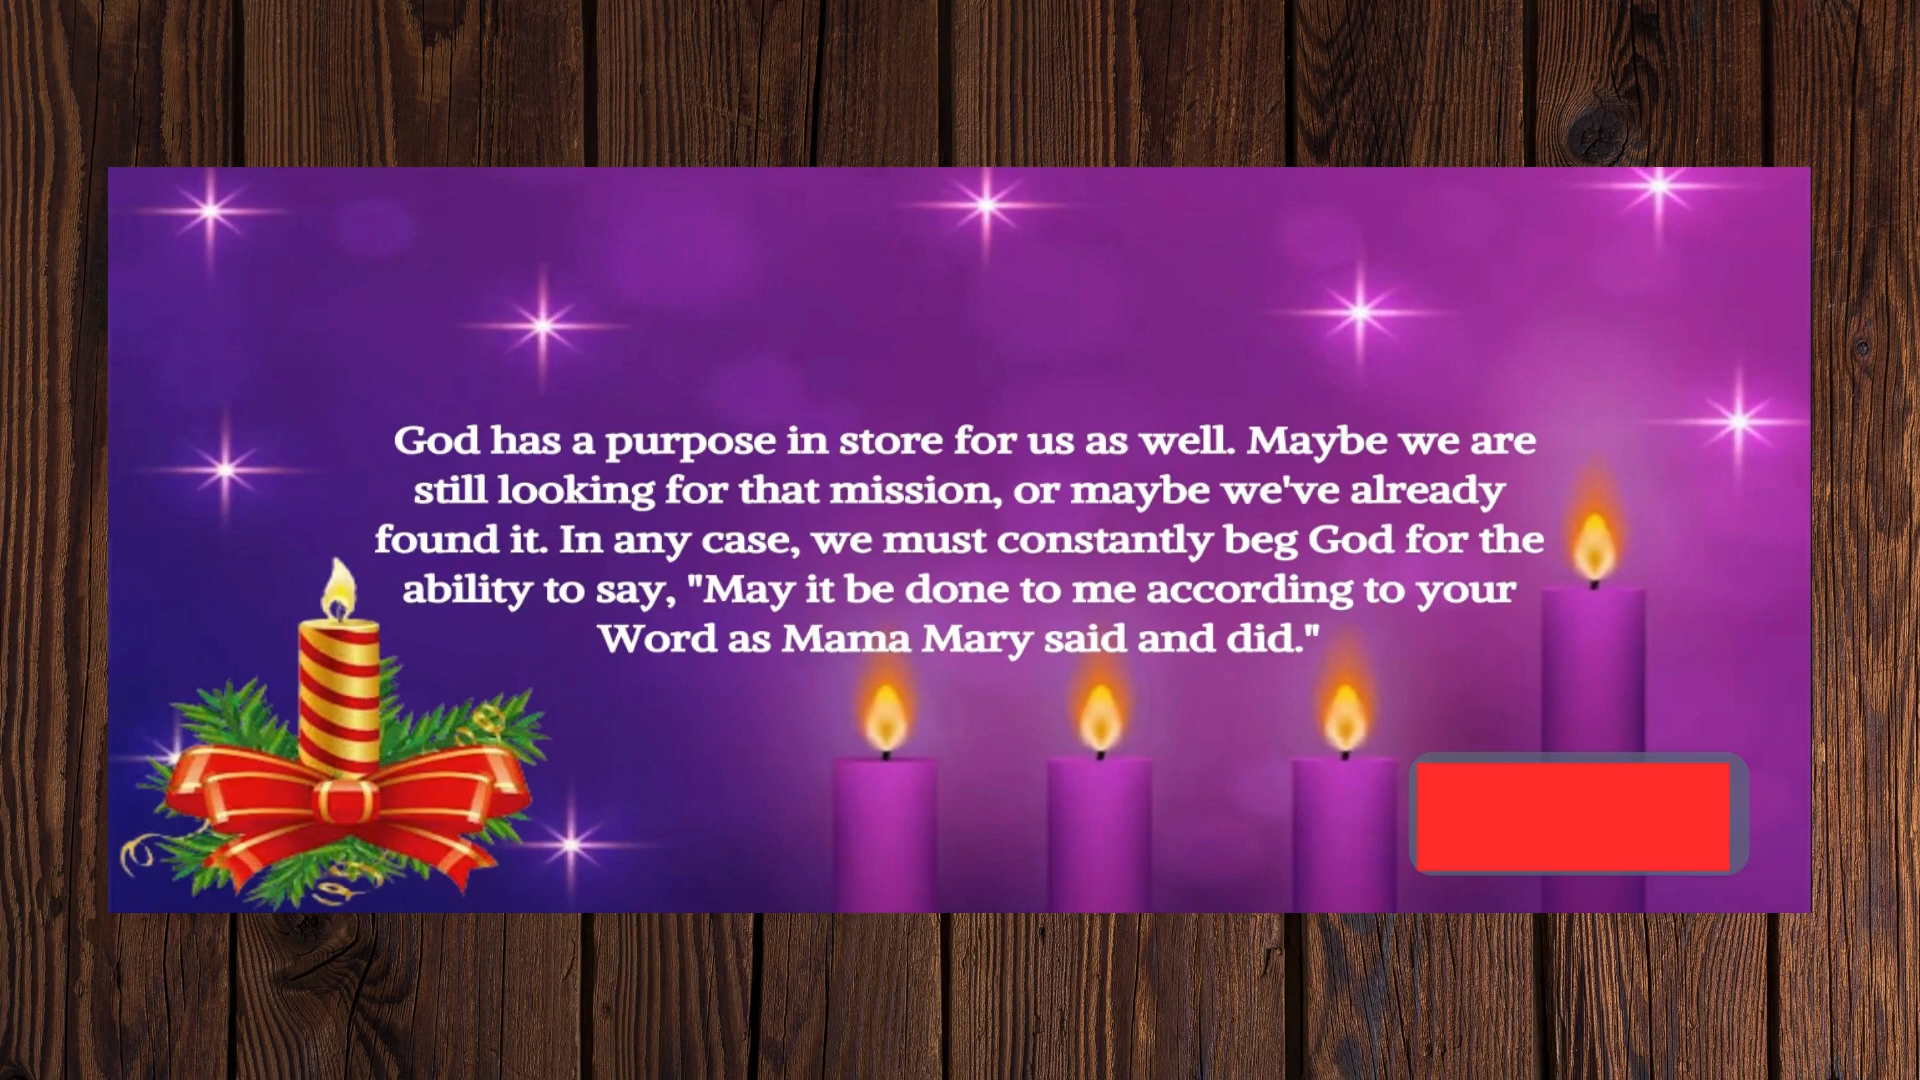 God has a purpose in store for us as well. Maybe we are
still looking for that mission, or maybe we've already
found it. In any case, we must constantly beg God for the
ability to say, "May it be done to me according to your
Word as Mama Mary said and did."